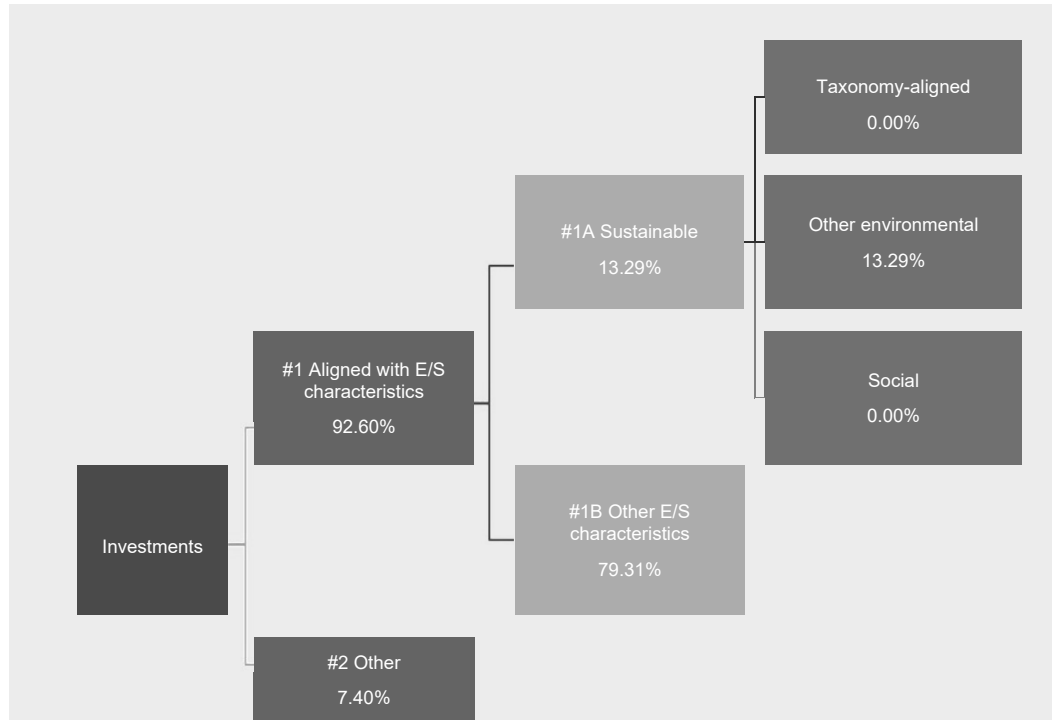 Taxonomy-aligned
0.00%
#1A Sustainable
13.29%
Other environmental
13.29%
#1 Aligned with E/S
characteristics
92.60%
Social
0.00%
Investments
#1B Other E/S
characteristics
79.31%
#2 Other
7.40%